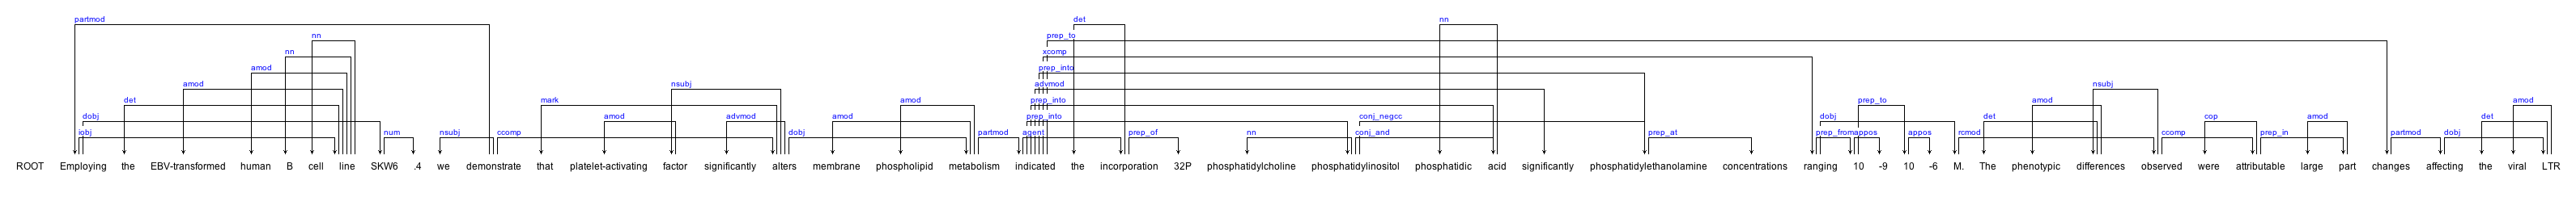 partmod det nn
nn prep_to
nn xcomp
amod amod prep_into
amod nsubj advmod nsubj
det mark amod prep_into prep_to amod amod
dobj amod advmod amod prep_into conj_negcc dobj det cop amod det
iobj num nsubj ccomp dobj partmod agent prep_of nn conj_and prep_at prep_from appos appos rcmod ccomp prep_in partmod dobj
ROOT Employing the EBV-transformed human B cell line SKW6 .4 we demonstrate that platelet-activating factor significantly alters membrane phospholipid metabolism indicated the incorporation 32P phosphatidylcholine phosphatidylinositol phosphatidic acid significantly phosphatidylethanolamine concentrations ranging 10 -9 10 -6 M. The phenotypic differences observed were attributable large part changes affecting the viral LTR